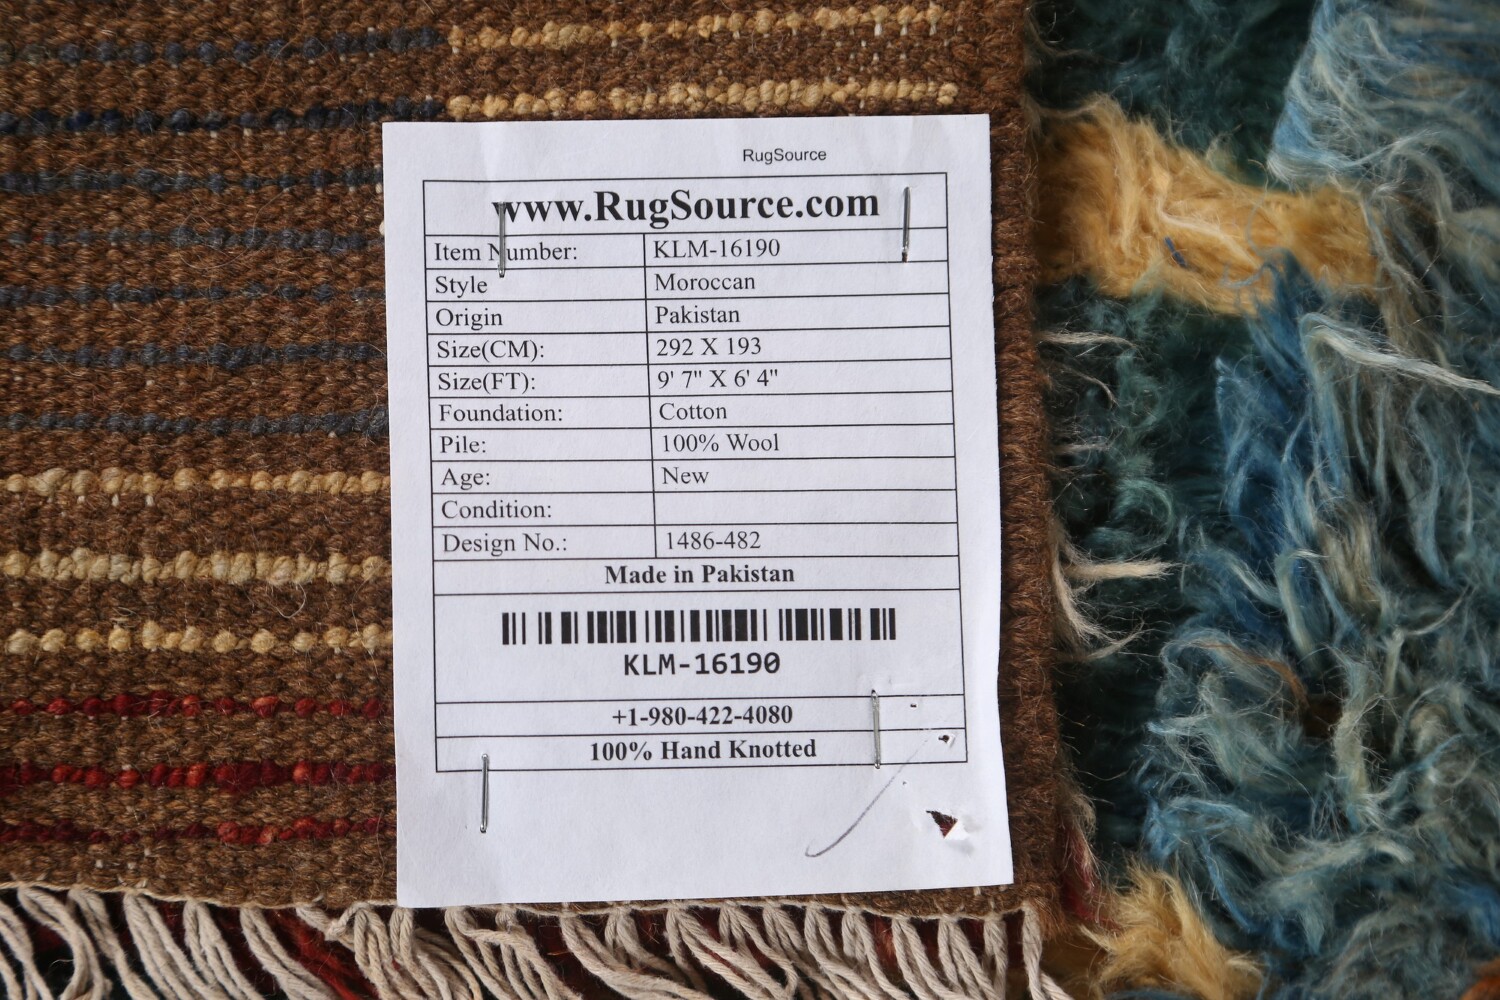 RugSource
www.RugSource.com
Item Number: KLM-16190
Style Moroccan
Origin Pakistan
Size(CM): 292 X 193
Size(FT): 9' 7" X 6' 4"
Foundation: Cotton
Pile: 100% Wool
Age: New
Condition:
Design No.: 1486-482
Made in Pakistan
KLM-16190
+1-980-422-4080
100% Hand Knotted